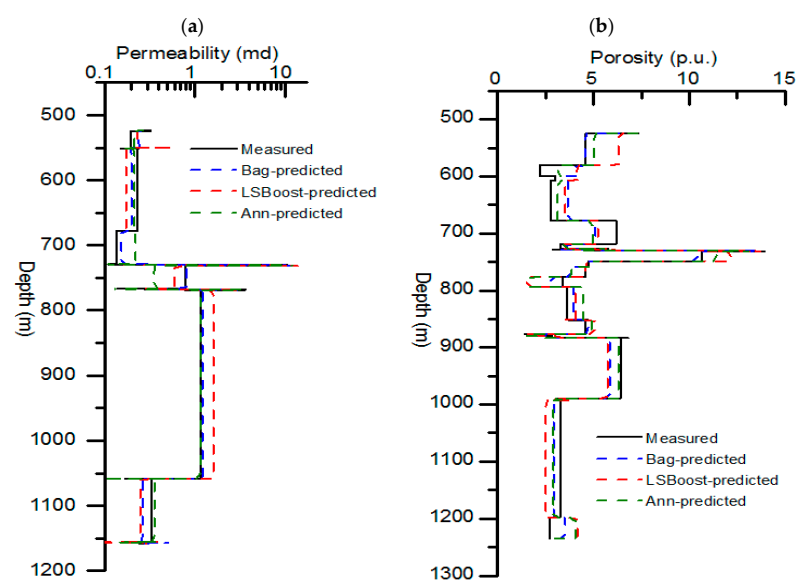 (a)
Permeability (md)
0.1 1 10
500
600
700
800
900
1000
1100
1200
Depth (m)
Measured
Bag-predicted
LSBoost-predicted
Ann-predicted
(b)
Porosity (p.u.)
0 5 10 15
500
600
700
800
900
1000
1100
1200
1300
Depth (m)
Measured
Bag-predicted
LSBoost-predicted
Ann-predicted